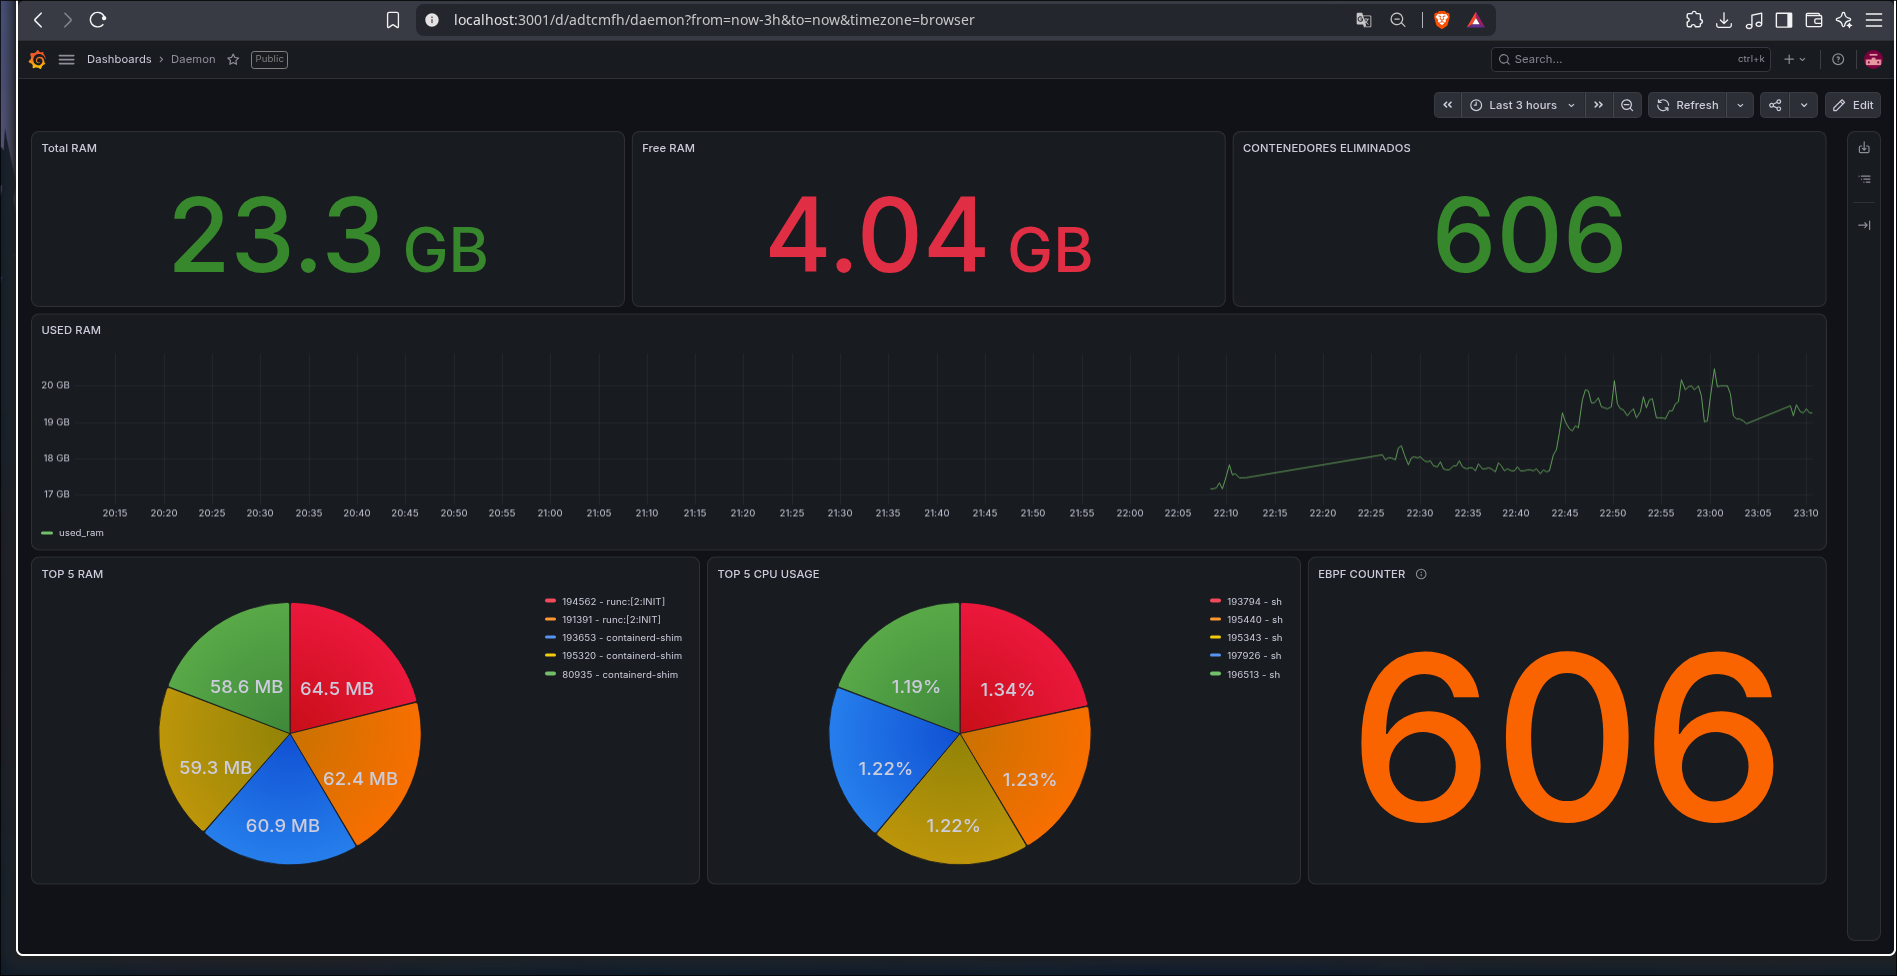 localhost:3001/d/adtcmfh/daemon?from=now-3h&to=now&timezone=browser
Dashboards › Daemon Public
Search... ctrl+k
Last 3 hours Refresh Edit
Total RAM
23.3 GB
Free RAM
4.04 GB
CONTENEDORES ELIMINADOS
606
USED RAM
20 GB
19 GB
18 GB
17 GB
20:15 20:20 20:25 20:30 20:35 20:40 20:45 20:50 20:55 21:00 21:05 21:10 21:15 21:20 21:25 21:30 21:35 21:40 21:45 21:50 21:55 22:00 22:05 22:10 22:15 22:20 22:25 22:30 22:35 22:40 22:45 22:50 22:55 23:00 23:05 23:10
used_ram
TOP 5 RAM
58.6 MB 64.5 MB
59.3 MB 62.4 MB
60.9 MB
194562 - runc:[2:INIT]
191391 - runc:[2:INIT]
193653 - containerd-shim
195320 - containerd-shim
80935 - containerd-shim
TOP 5 CPU USAGE
1.19% 1.34%
1.22% 1.23%
1.22%
193794 - sh
195440 - sh
195343 - sh
197926 - sh
196513 - sh
EBPF COUNTER
606